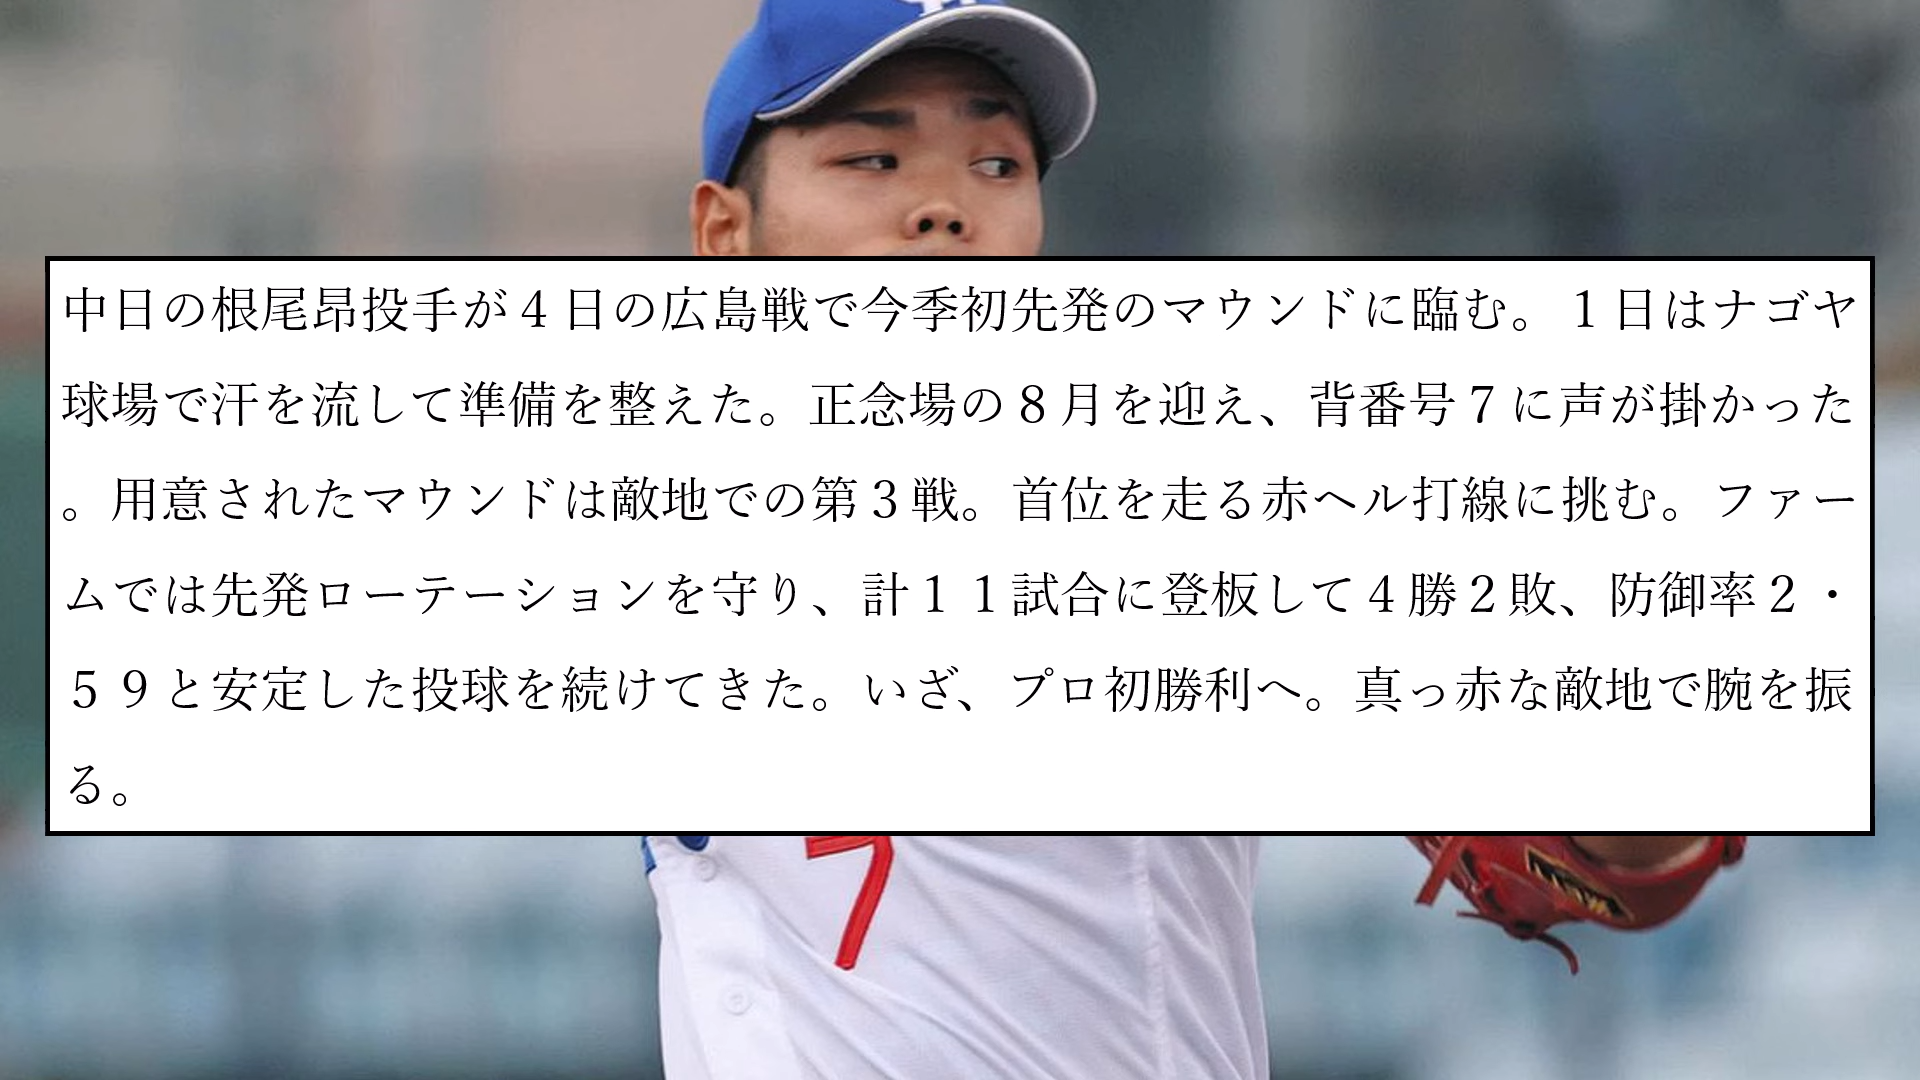 中日の根尾昂投手が４日の広島戦で今季初先発のマウンドに臨む。１日はナゴヤ
球場で汗を流して準備を整えた。正念場の８月を迎え、背番号７に声が掛かった
。用意されたマウンドは敵地での第３戦。首位を走る赤ヘル打線に挑む。ファー
ムでは先発ローテーションを守り、計１１試合に登板して４勝２敗、防御率２・
５９と安定した投球を続けてきた。いざ、プロ初勝利へ。真っ赤な敵地で腕を振
る。
7